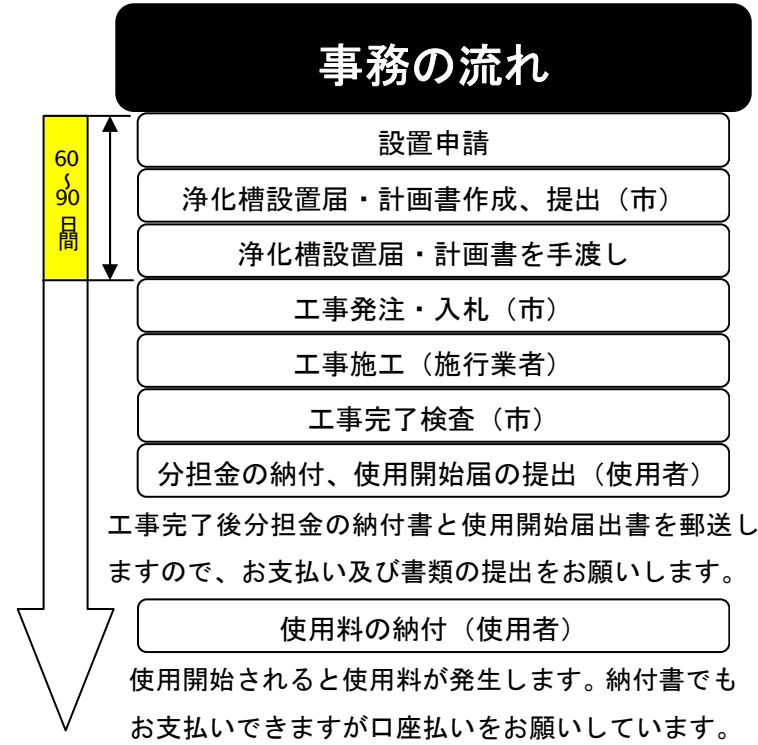 事務の流れ
60~90日間
設置申請
浄化槽設置届・計画書作成、提出（市）
浄化槽設置届・計画書を手渡し
工事発注・入札（市）
工事施工（施行業者）
工事完了検査（市）
分担金の納付、使用開始届の提出（使用者）
工事完了後分担金の納付書と使用開始届出書を郵送し
ますので、お支払い及び書類の提出をお願いします。
使用料の納付（使用者）
使用開始されると使用料が発生します。納付書でも
お支払いできますが口座払いをお願いしています。